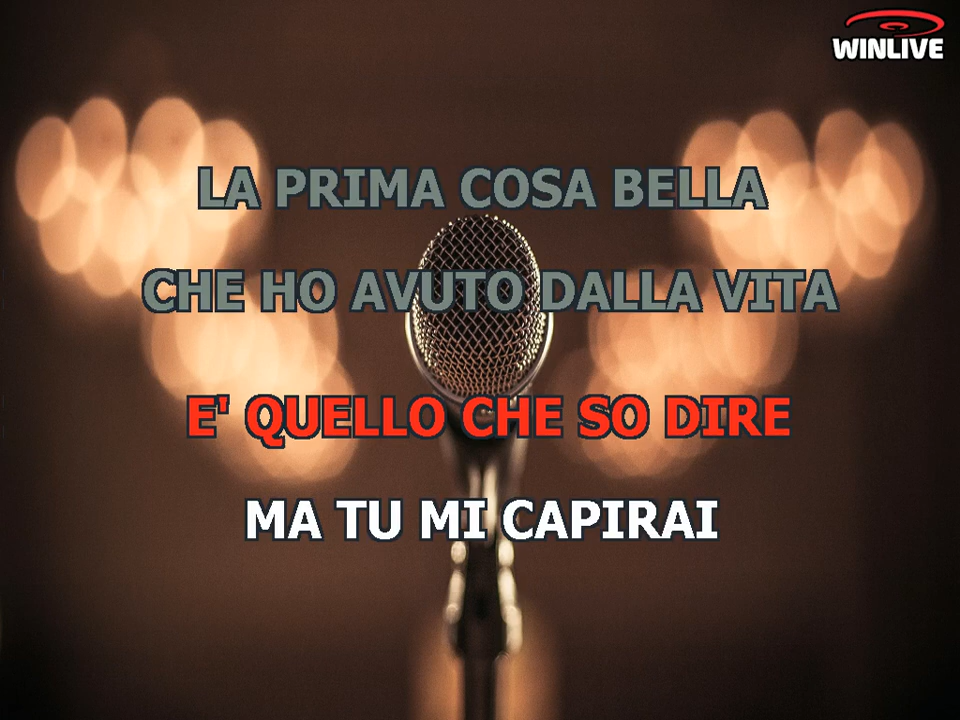 WINLIVE
LA PRIMA COSA BELLA
CHE HO AVUTO DALLA VITA
E' QUELLO CHE SO DIRE
MA TU MI CAPIRAI